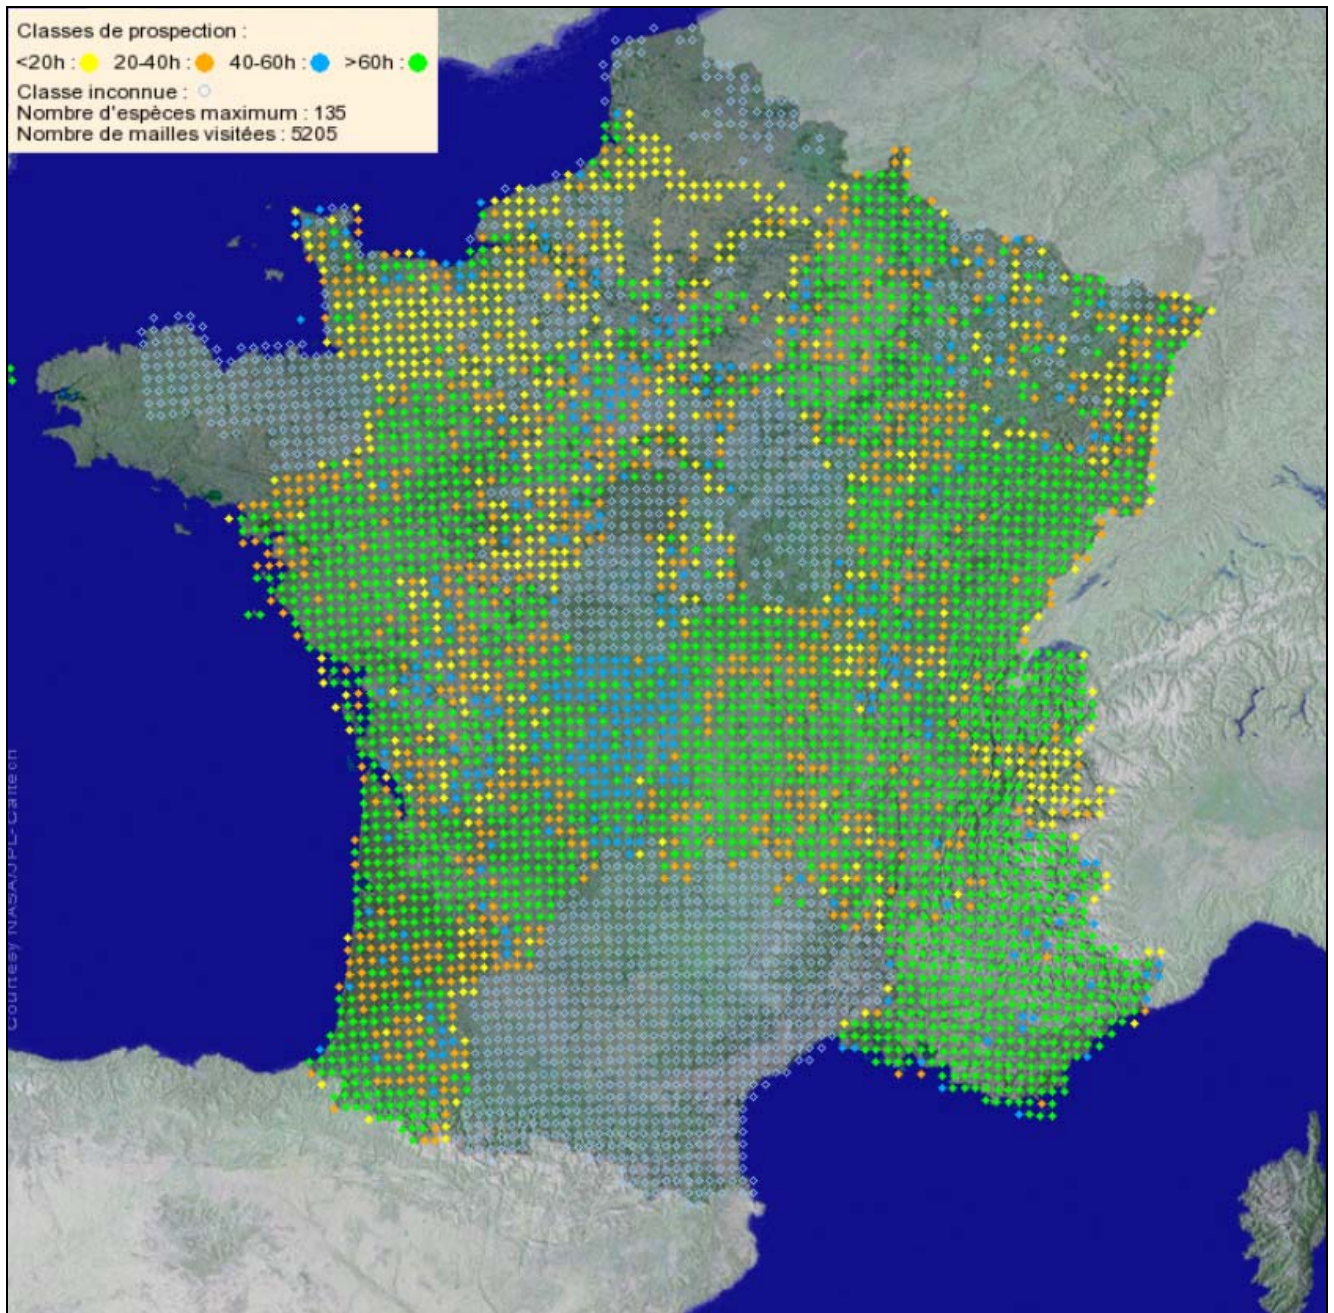 Classes de prospection :
<20h : 20-40h : 40-60h : >60h :
Classe inconnue :
Nombre d'espèces maximum : 135
Nombre de mailles visitées : 5205
Courtesy NASA/JPL-Caltech